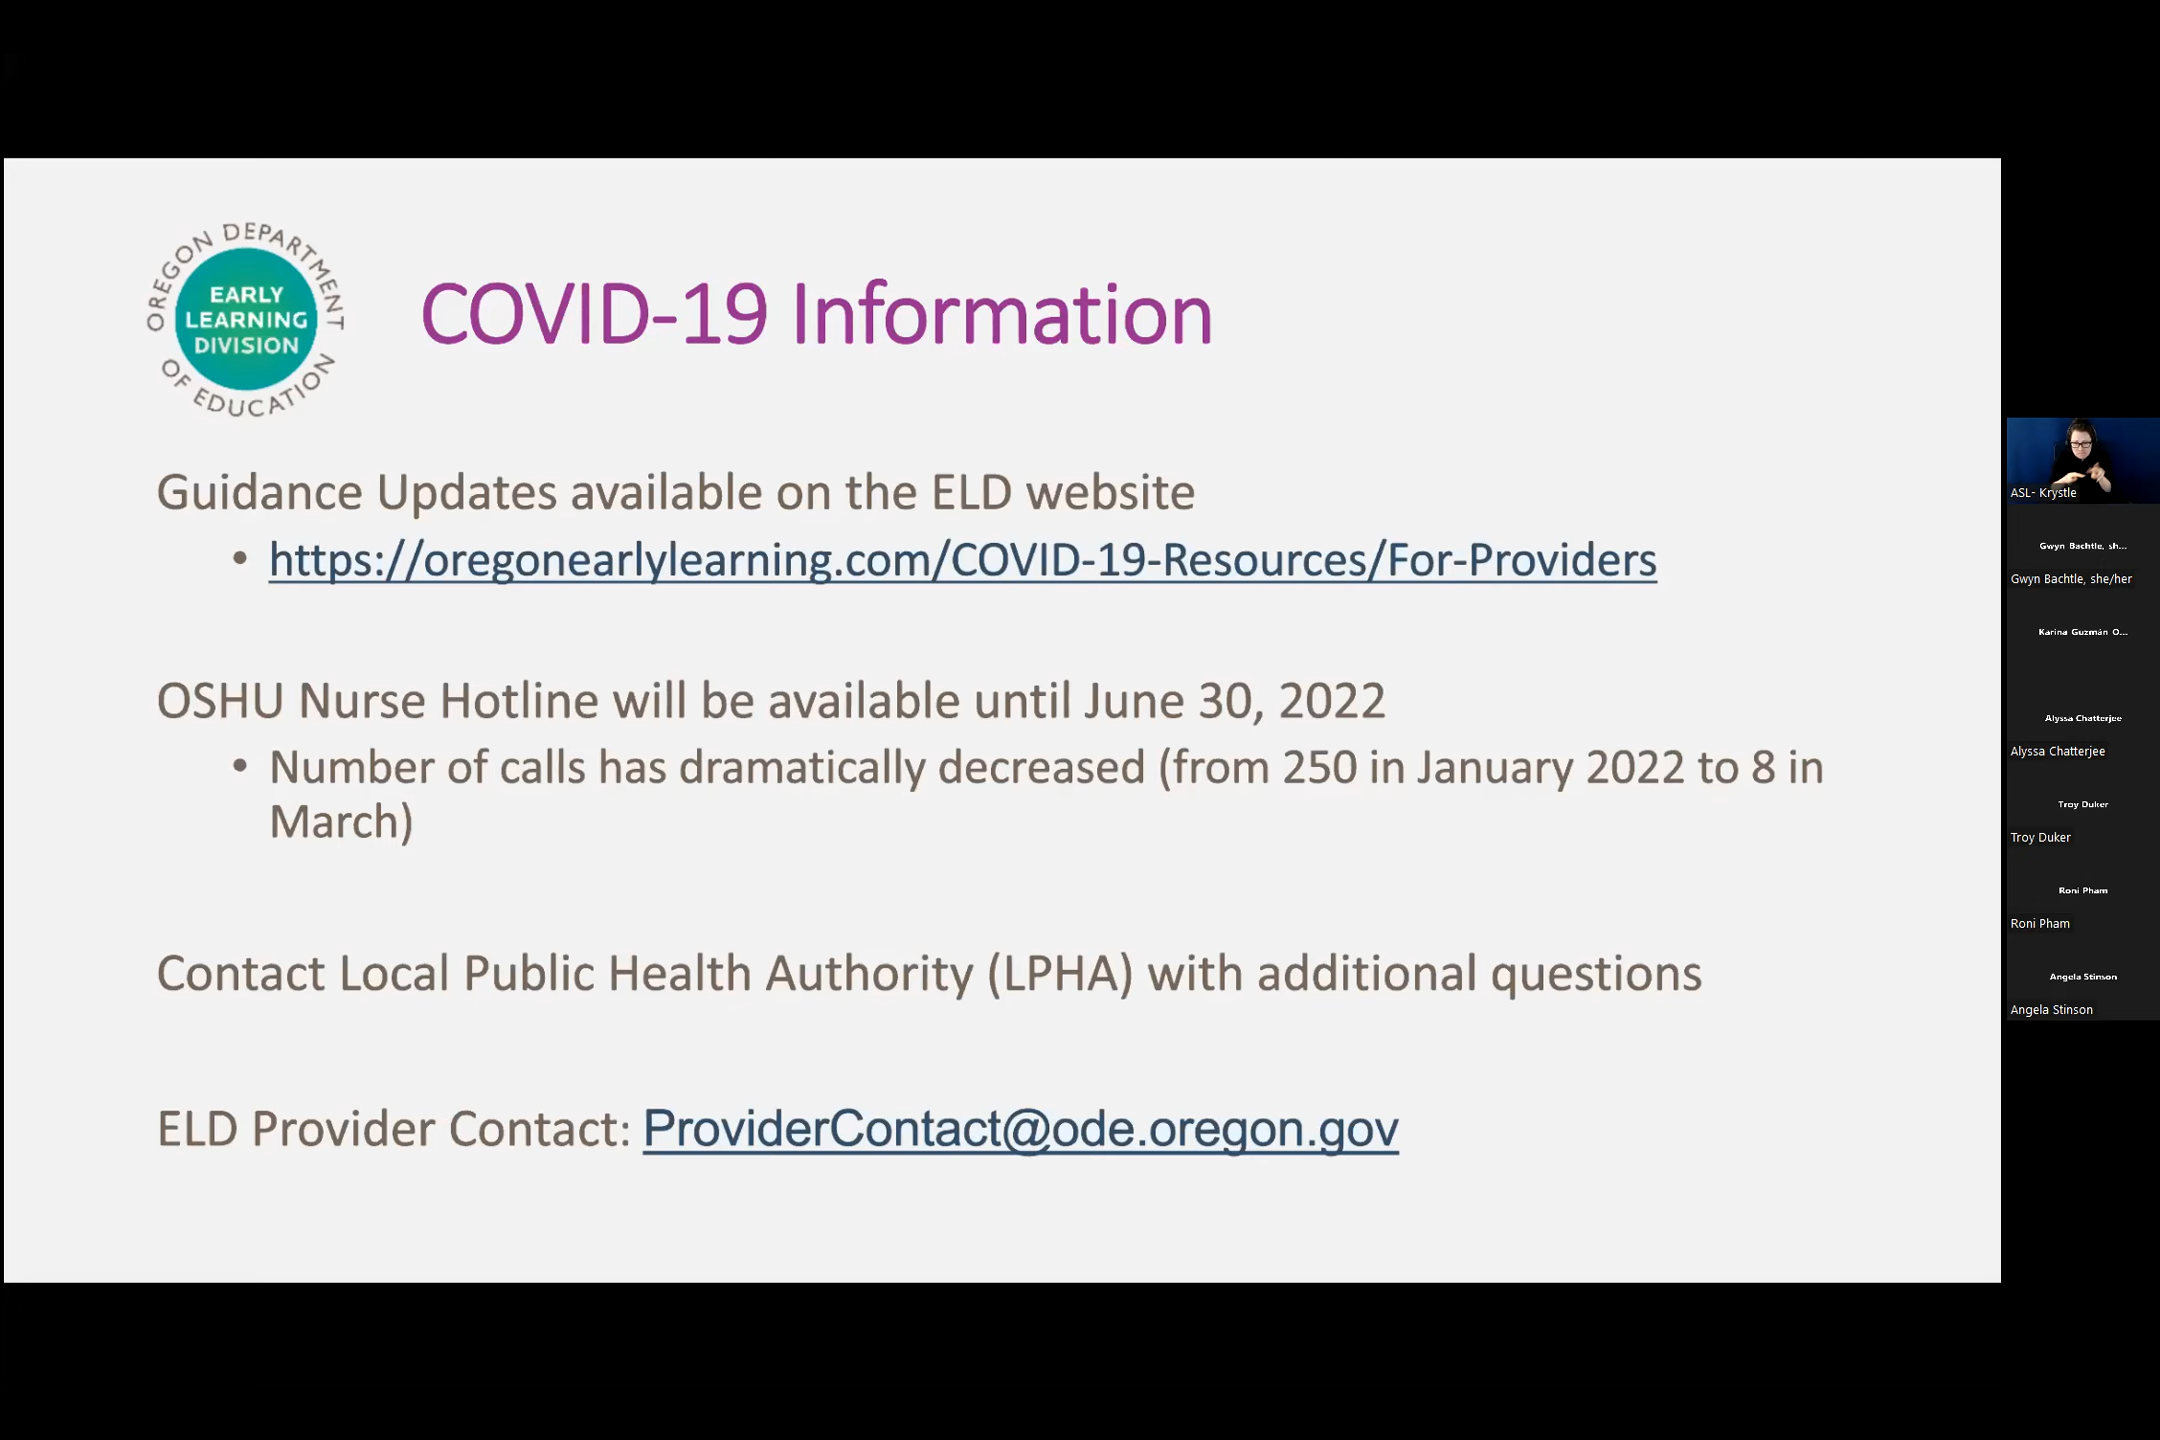 OREGON DEPARTMENT
OF EDUCATION
EARLY
LEARNING
DIVISION
COVID-19 Information
Guidance Updates available on the ELD website
• https://oregonearlylearning.com/COVID-19-Resources/For-Providers
OSHU Nurse Hotline will be available until June 30, 2022
• Number of calls has dramatically decreased (from 250 in January 2022 to 8 in
March)
Contact Local Public Health Authority (LPHA) with additional questions
ELD Provider Contact: ProviderContact@ode.oregon.gov
ASL- Krystle
Gwyn Bachtle, sh...
Gwyn Bachtle, she/her
Karina Guzmán O...
Alyssa Chatterjee
Alyssa Chatterjee
Troy Duker
Troy Duker
Roni Pham
Roni Pham
Angela Stinson
Angela Stinson